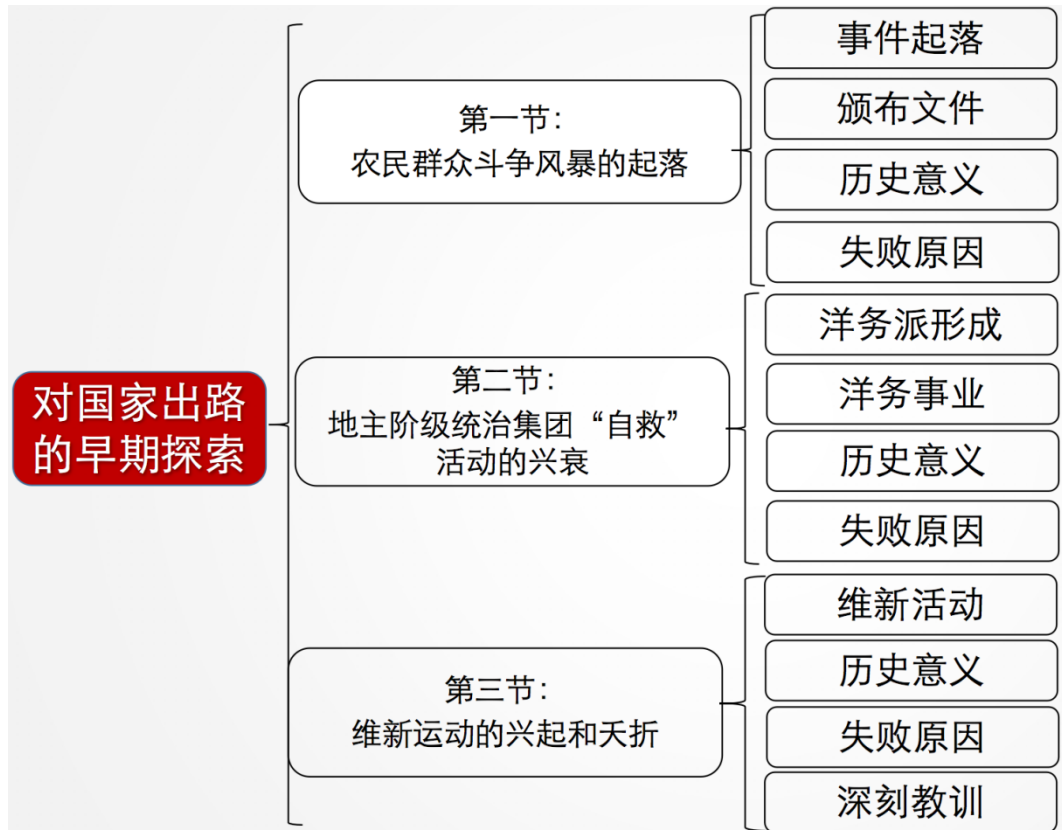 对国家出路
的早期探索
第一节：
农民群众斗争风暴的起落
事件起落
颁布文件
历史意义
失败原因
第二节：
地主阶级统治集团“自救”
活动的兴衰
洋务派形成
洋务事业
历史意义
失败原因
第三节：
维新运动的兴起和夭折
维新活动
历史意义
失败原因
深刻教训